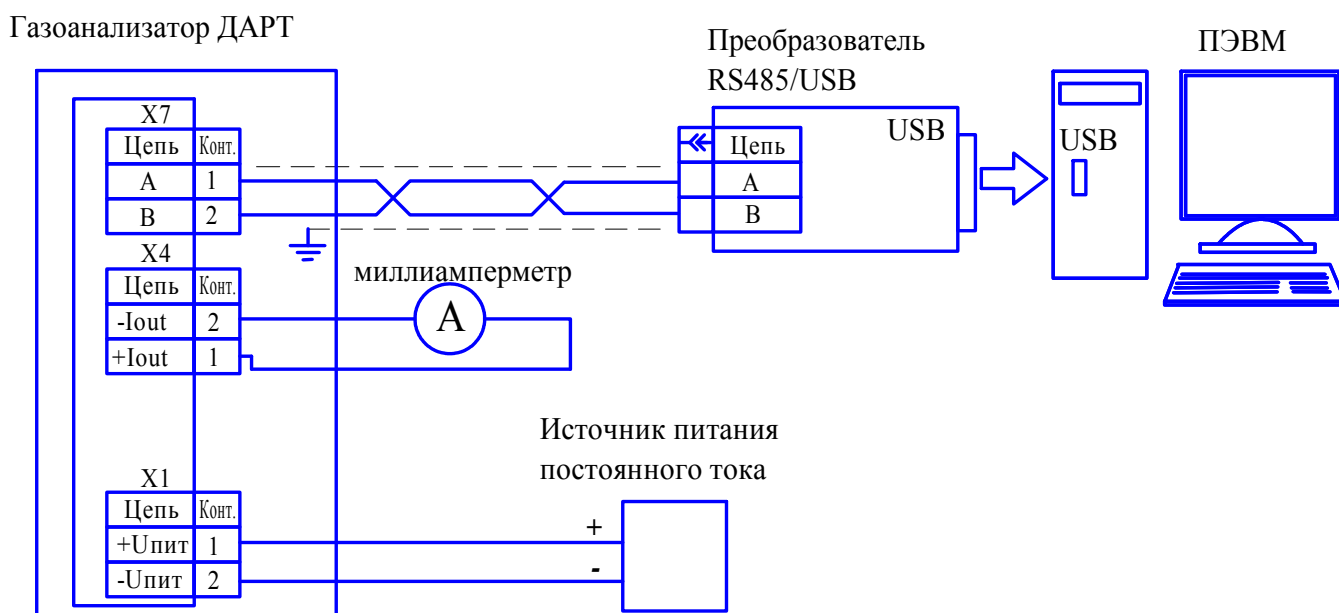 Газоанализатор ДАРТ
Преобразователь
RS485/USB
ПЭВМ
X7
Цепь Конт.
A 1
B 2
USB
Цепь
A
B
USB
X4
Цепь Конт.
-Iout 2
+Iout 1
миллиамперметр
A
Источник питания
постоянного тока
X1
Цепь Конт.
+Uпит 1
-Uпит 2
+
-